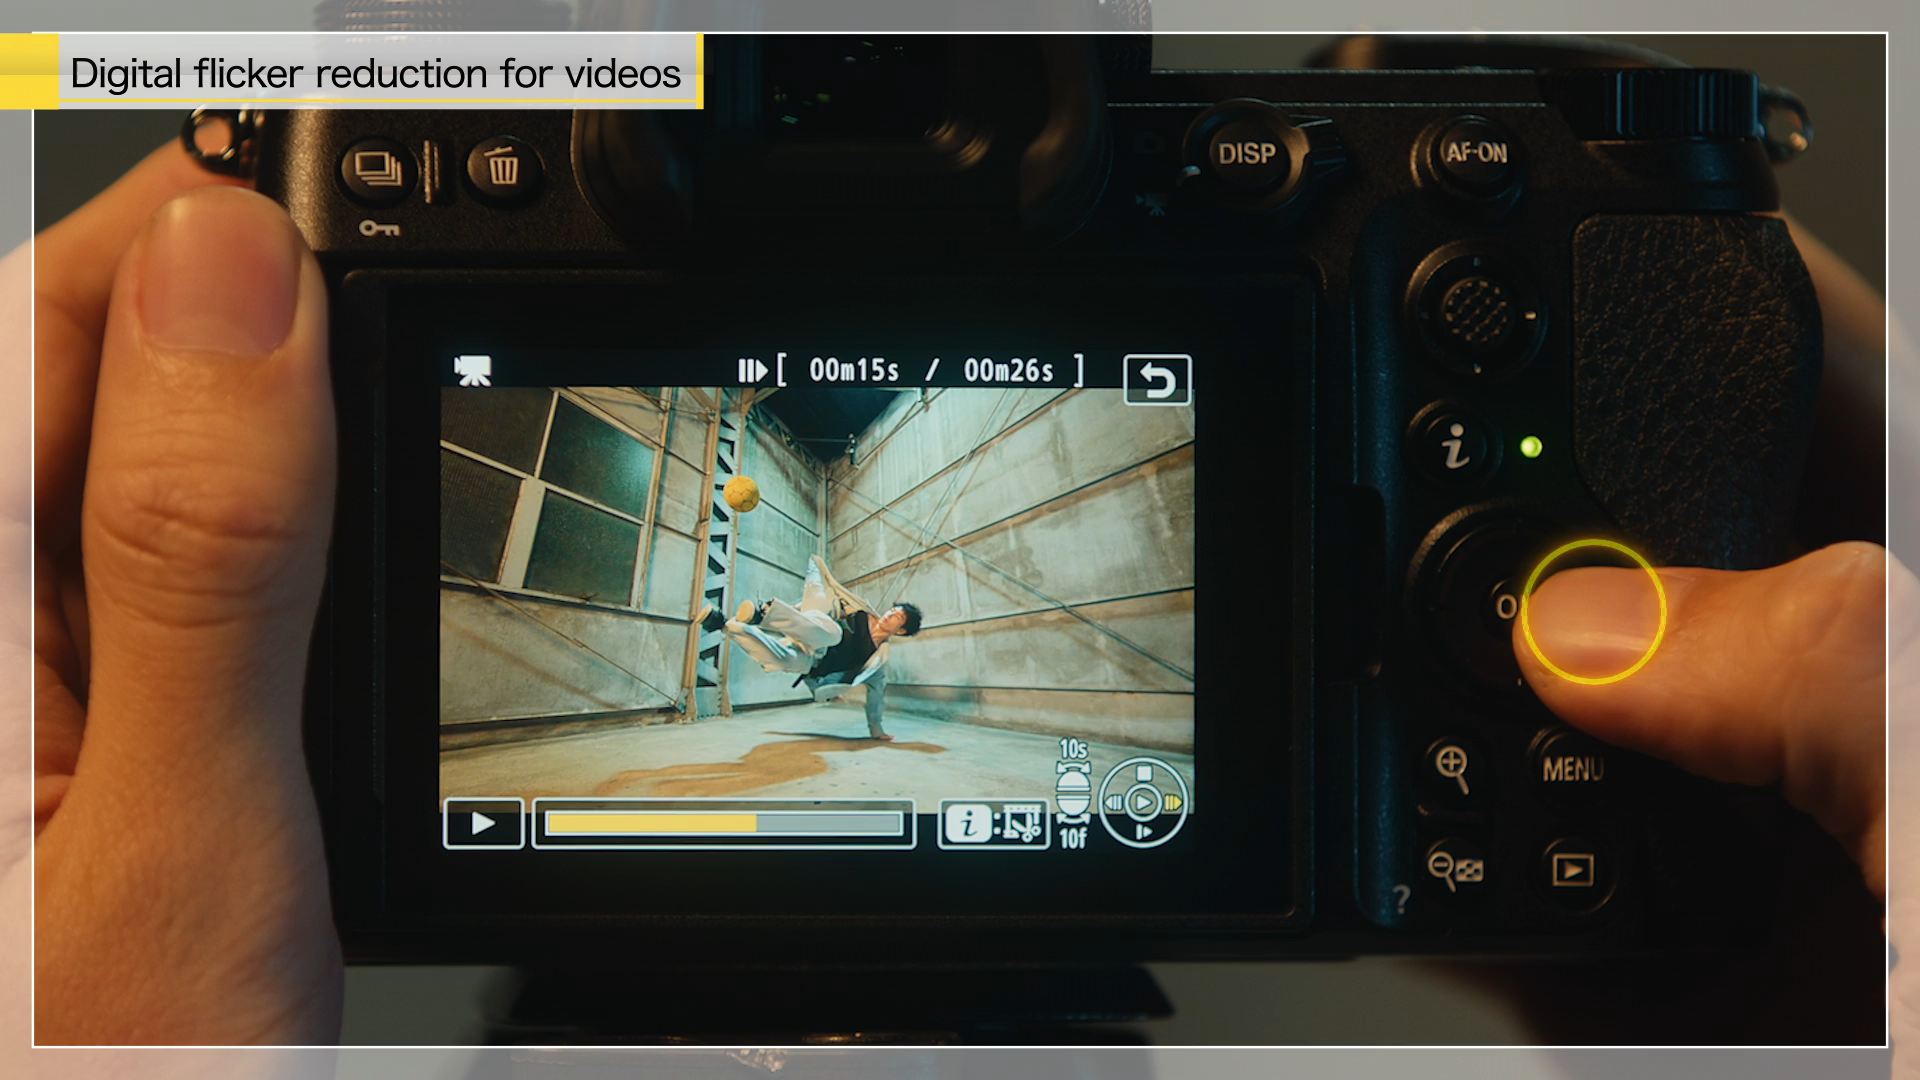 Digital flicker reduction for videos
DISP
AF-ON
[ 00m15s / 00m26s ]
i
O
10s
i:
10f
MENU
?